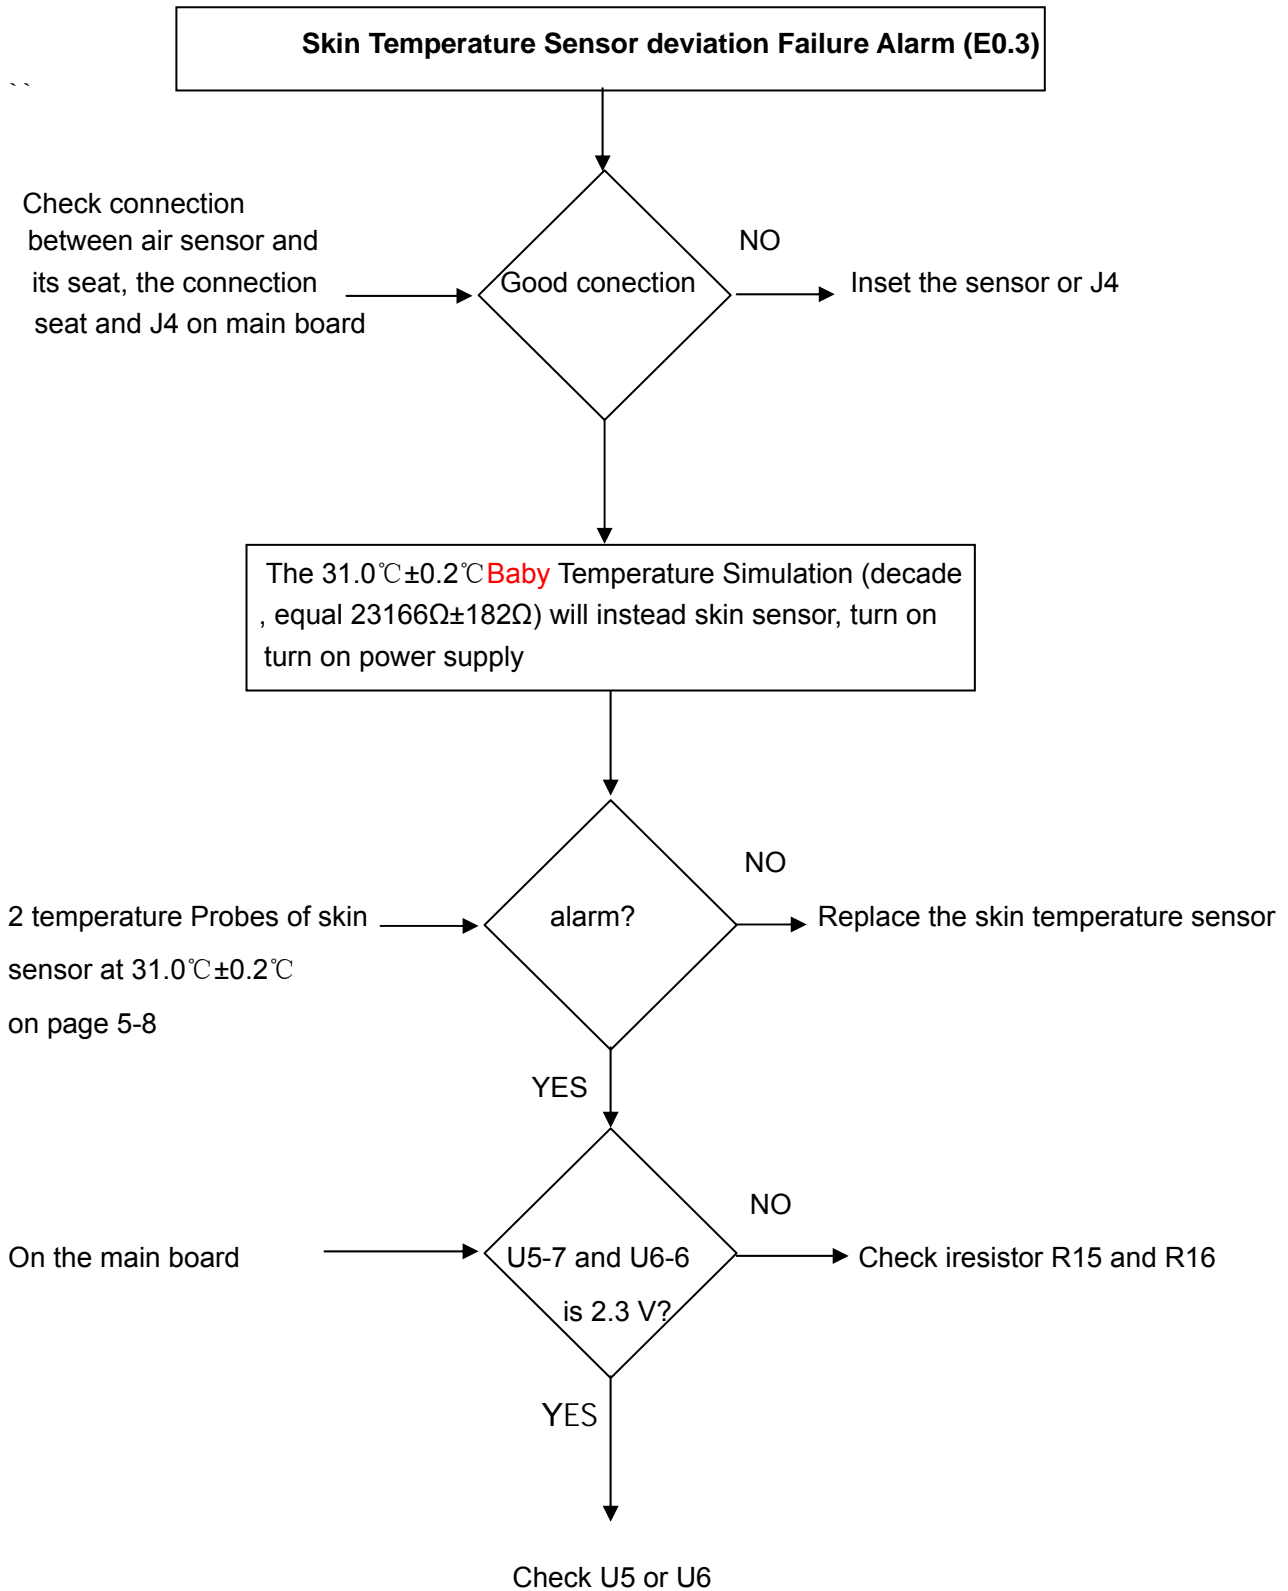 Skin Temperature Sensor deviation Failure Alarm (E0.3)
` `
Check connection
between air sensor and
its seat, the connection
seat and J4 on main board
Good conection
NO
Inset the sensor or J4
The 31.0℃±0.2℃Baby Temperature Simulation (decade
, equal 23166Ω±182Ω) will instead skin sensor, turn on
turn on power supply
2 temperature Probes of skin
sensor at 31.0℃±0.2℃
on page 5-8
alarm?
NO
Replace the skin temperature sensor
YES
On the main board
U5-7 and U6-6
is 2.3 V?
NO
Check iresistor R15 and R16
YES
Check U5 or U6